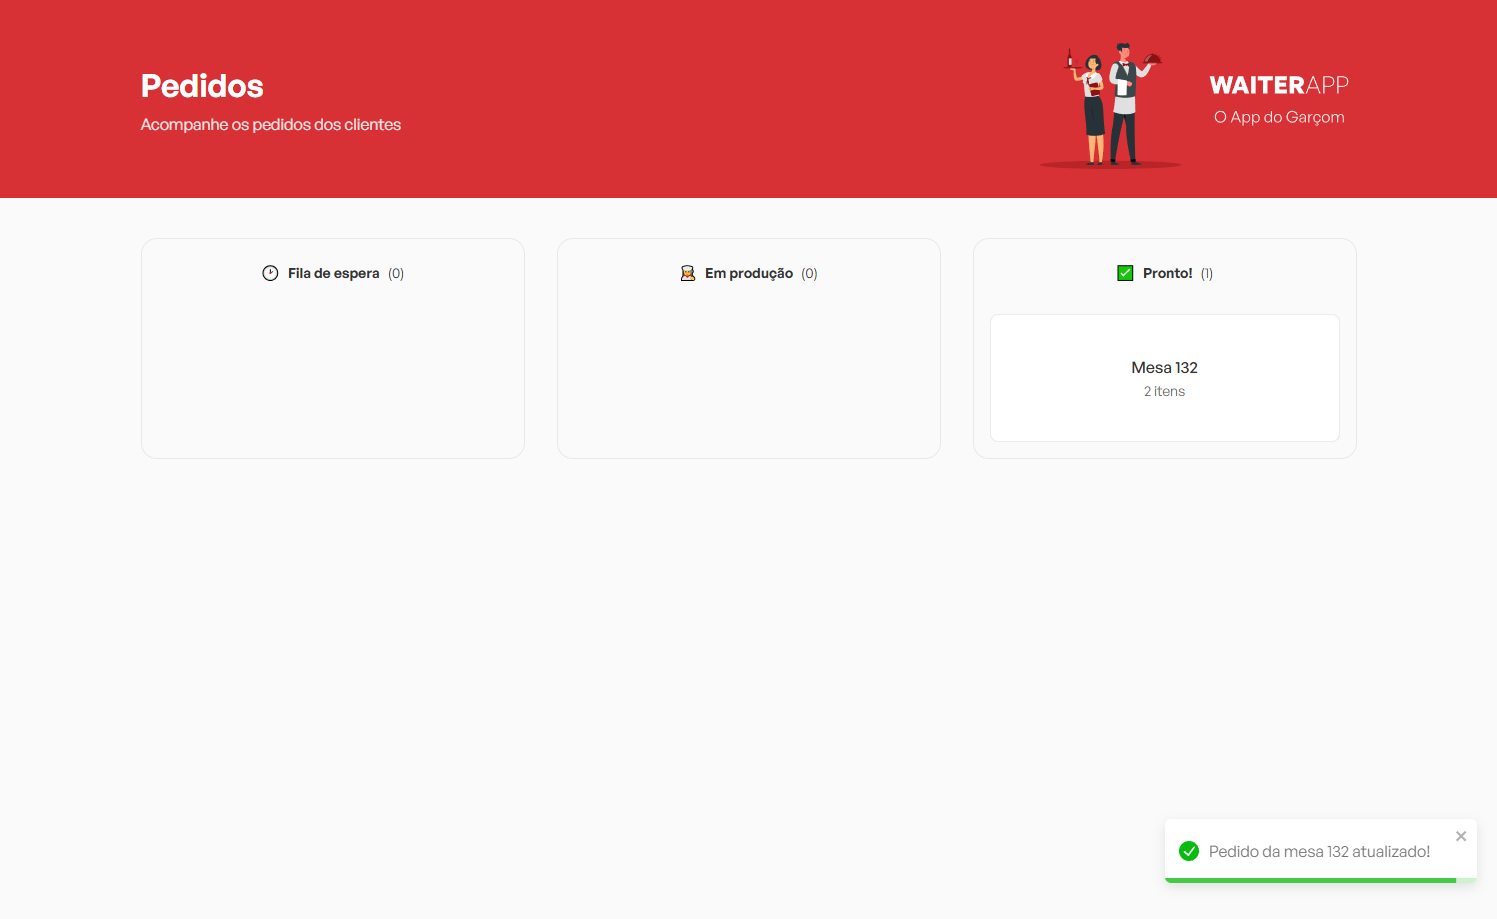 Pedidos
Acompanhe os pedidos dos clientes
WAITERAPP
O App do Garçom
Fila de espera (0)
Em produção (0)
Pronto! (1)
Mesa 132
2 itens
Pedido da mesa 132 atualizado!